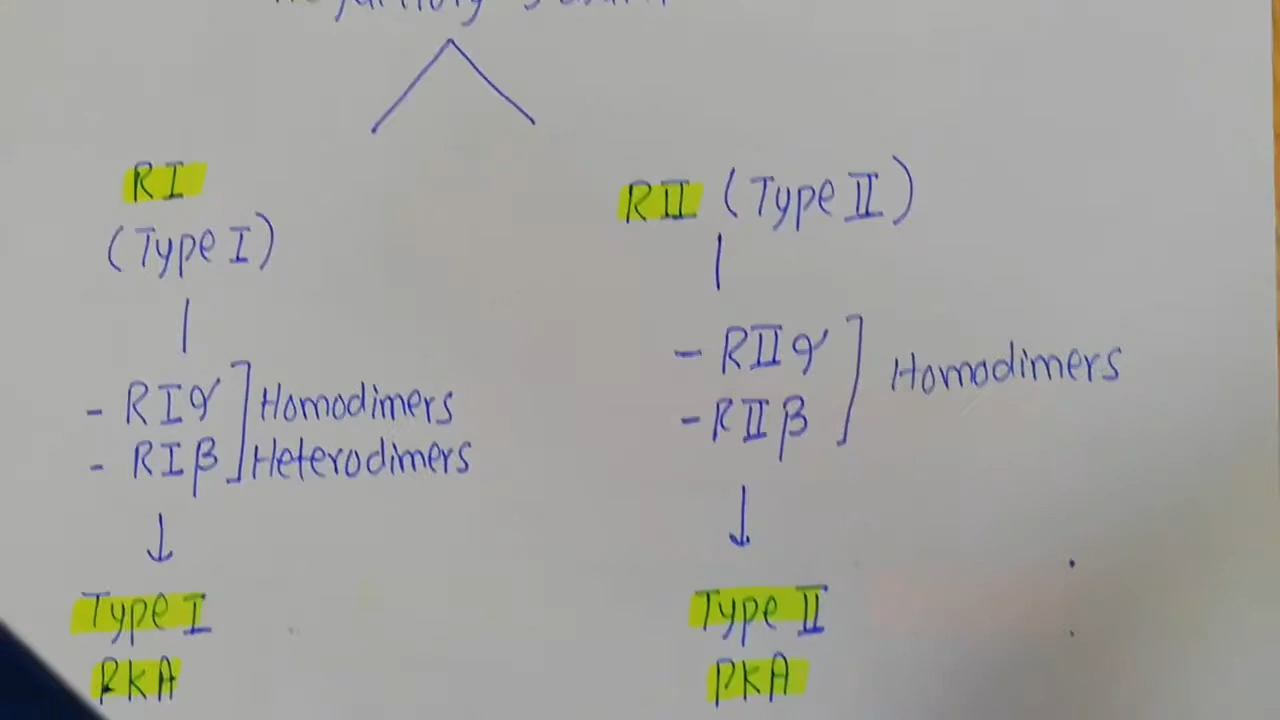 RI
(Type I)
RII (Type II)
- RIα ] Homodimers
- RIβ ] Heterodimers
- RIIα ] Homodimers
- RIIβ
Type I
PKA
Type II
PKA